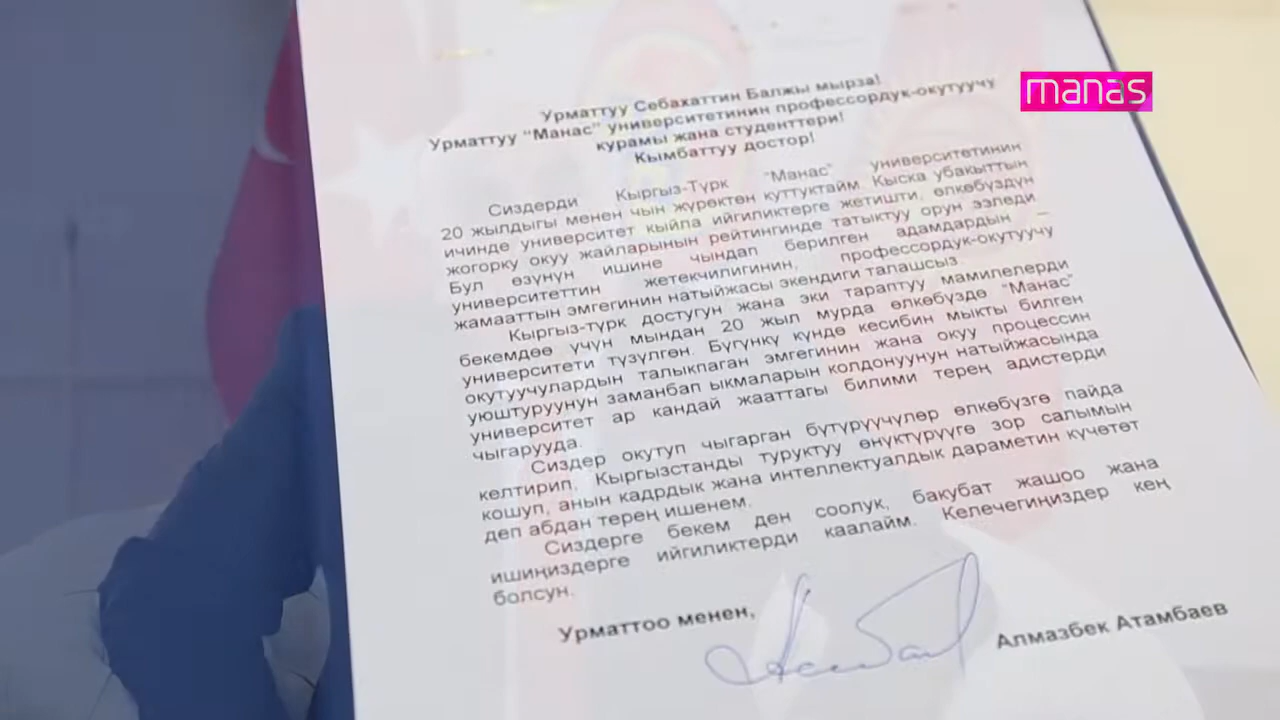 manas
Урматтуу Себахаттин Балжы мырза!
Урматтуу "Манас" университетинин профессордук-окутуучу
курамы жана студенттери!
Кымбаттуу достор!
Сиздерди Кыргыз-Түрк "Манас" университетинин
20 жылдыгы менен чын жүрөктөн куттуктайм. Кыска убакыттын
ичинде университет кыйла ийгиликтерге жетишти, өлкөбүздүн
жогорку окуу жайларынын рейтингинде татыктуу орун ээледи.
Бул өзүнүн ишине чындап берилген адамдардын –
университеттин жетекчилигинин, профессордук-окутуучу
жамааттын эмгегинин натыйжасы экендиги талашсыз.
Кыргыз-түрк достугун жана эки тараптуу мамилелерди
бекемдөө үчүн мындан 20 жыл мурда өлкөбүздө "Манас"
университети түзүлгөн. Бүгүнкү күндө кесибин мыкты билген
окутуучулардын талыкпаган эмгегинин жана окуу процессин
уюштуруунун заманбап ыкмаларын колдонуунун натыйжасында
университет ар кандай жааттагы билими терең адистерди
чыгарууда.
Сиздер окутуп чыгарган бүтүрүүчүлөр өлкөбүзгө пайда
келтирип, Кыргызстанды туруктуу өнүктүрүүгө зор салымын
кошуп, анын кадрдык жана интеллектуалдык дараметин күчөтөт
деп абдан терең ишенем.
Сиздерге бекем ден соолук, бакубат жашоо жана
ишиңиздерге ийгиликтерди каалайм. Келечегиңиздер кең
болсун.
Урматтоо менен,
Алмазбек Атамбаев